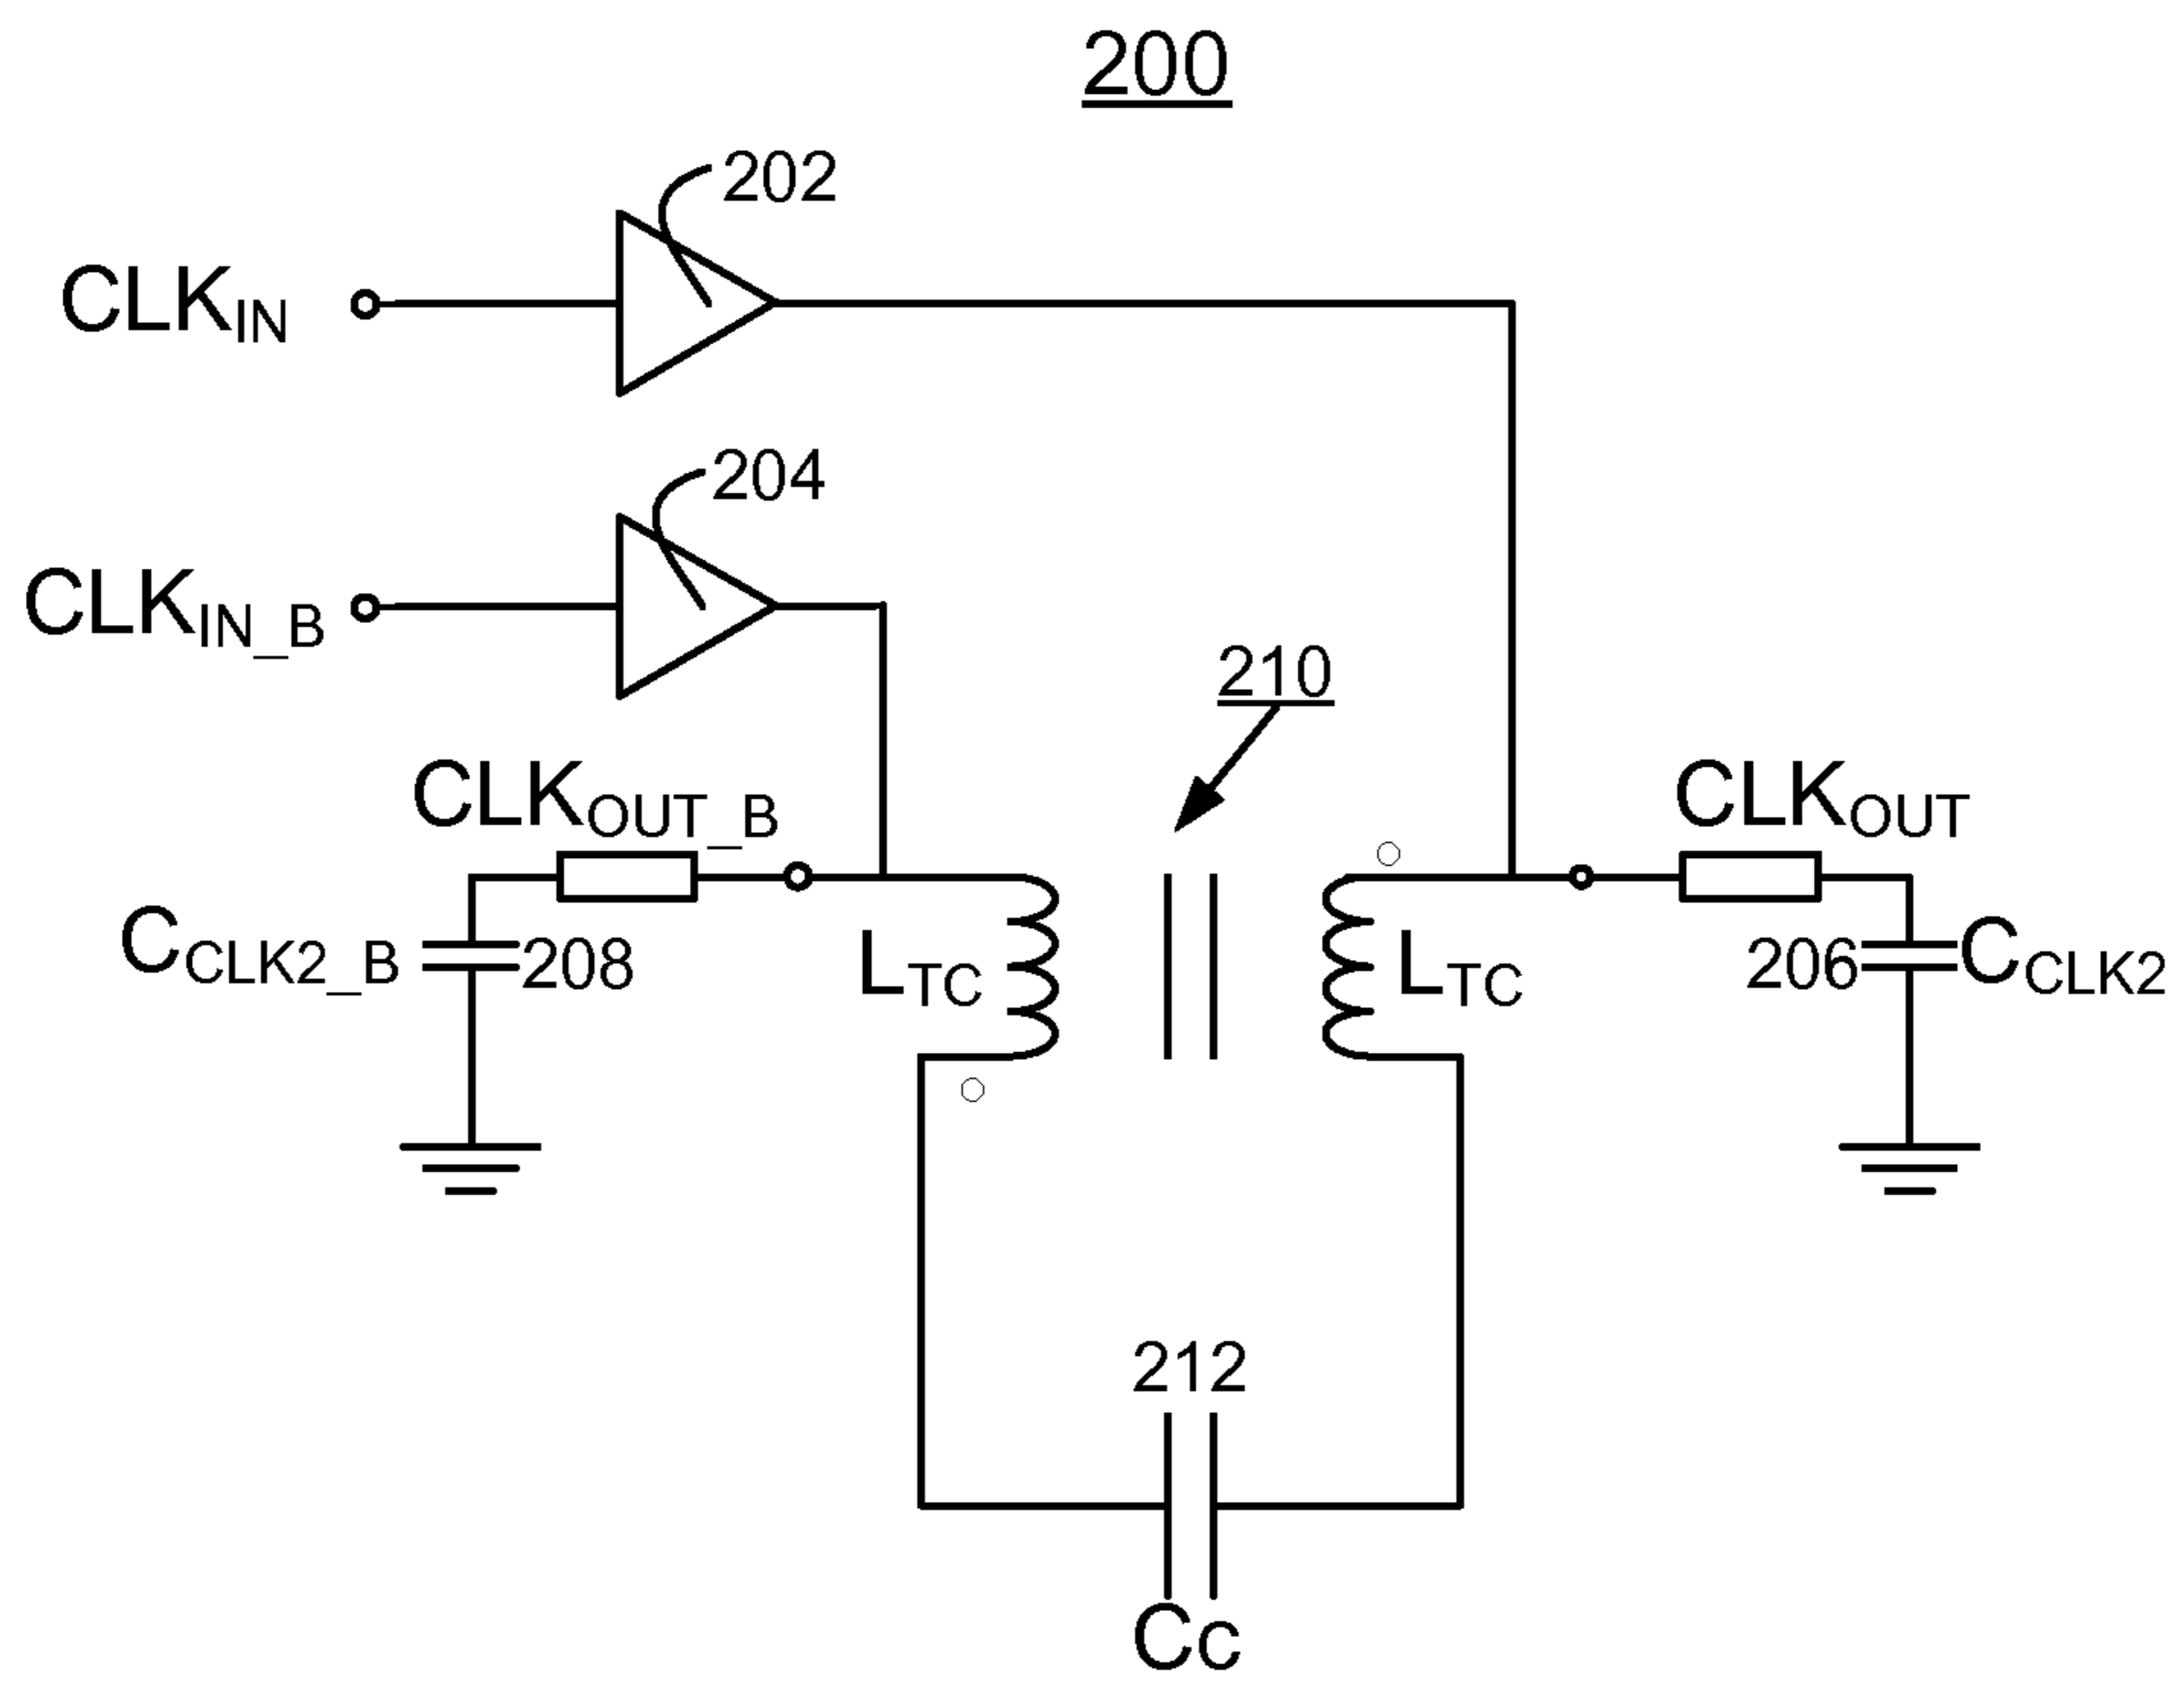 200
202
CLKIN
204
CLKIN_B
210
CLKOUT_B
CLKOUT
CCLK2_B
208
LTC
LTC
206
CCLK2
212
Cc